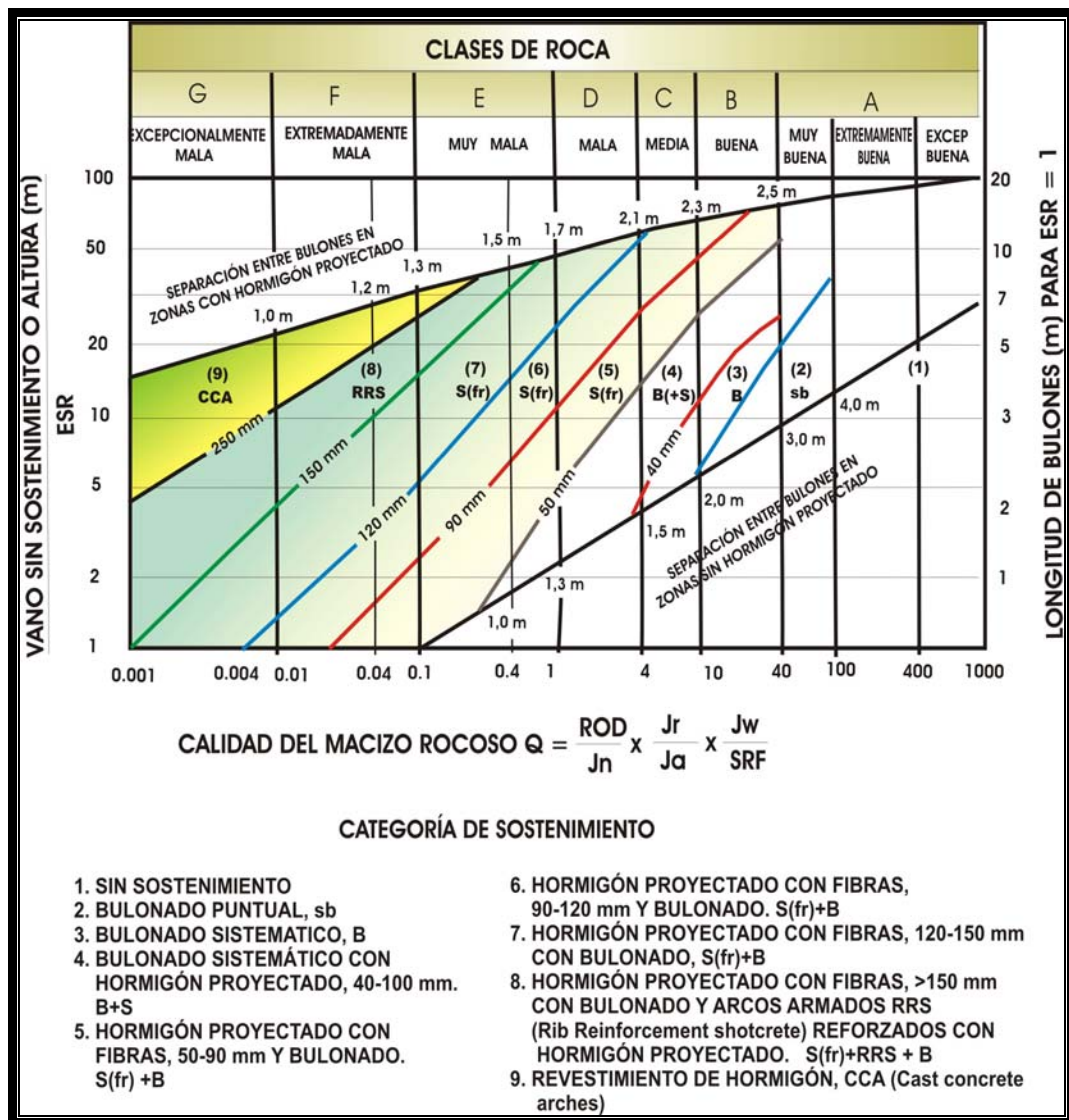 CLASES DE ROCA
G F E D C B A
EXCEPCIONALMENTE MALA
EXTREMADAMENTE MALA
MUY MALA
MALA
MEDIA
BUENA
MUY BUENA
EXTREMAMENTE BUENA
EXCEP BUENA
VANO SIN SOSTENIMIENTO O ALTURA (m)
ESR
100
50
20
10
5
2
1
LONGITUD DE BULONES (m) PARA ESR = 1
20
10
7
5
3
2
1
SEPARACIÓN ENTRE BULONES EN
ZONAS CON HORMIGÓN PROYECTADO
1,0 m
1,2 m
1,3 m
1,5 m
1,7 m
2,1 m
2,3 m
2,5 m
(9)
CCA
(8)
RRS
(7)
S(fr)
(6)
S(fr)
(5)
S(fr)
(4)
B(+S)
(3)
B
(2)
sb
(1)
250 mm
150 mm
120 mm
90 mm
50 mm
40 mm
4,0 m
3,0 m
2,0 m
1,5 m
1,3 m
1,0 m
SEPARACIÓN ENTRE BULONES EN
ZONAS SIN HORMIGÓN PROYECTADO
0.001 0.004 0.01 0.04 0.1 0.4 1 4 10 40 100 400 1000
CALIDAD DEL MACIZO ROCOSO Q = ROD/Jn x Jr/Ja x Jw/SRF
CATEGORÍA DE SOSTENIMIENTO
1. SIN SOSTENIMIENTO
2. BULONADO PUNTUAL, sb
3. BULONADO SISTEMATICO, B
4. BULONADO SISTEMÁTICO CON
HORMIGÓN PROYECTADO, 40-100 mm.
B+S
5. HORMIGÓN PROYECTADO CON
FIBRAS, 50-90 mm Y BULONADO.
S(fr) +B
6. HORMIGÓN PROYECTADO CON FIBRAS,
90-120 mm Y BULONADO. S(fr)+B
7. HORMIGÓN PROYECTADO CON FIBRAS, 120-150 mm
CON BULONADO, S(fr)+B
8. HORMIGÓN PROYECTADO CON FIBRAS, >150 mm
CON BULONADO Y ARCOS ARMADOS RRS
(Rib Reinforcement shotcrete) REFORZADOS CON
HORMIGÓN PROYECTADO. S(fr)+RRS + B
9. REVESTIMIENTO DE HORMIGÓN, CCA (Cast concrete
arches)